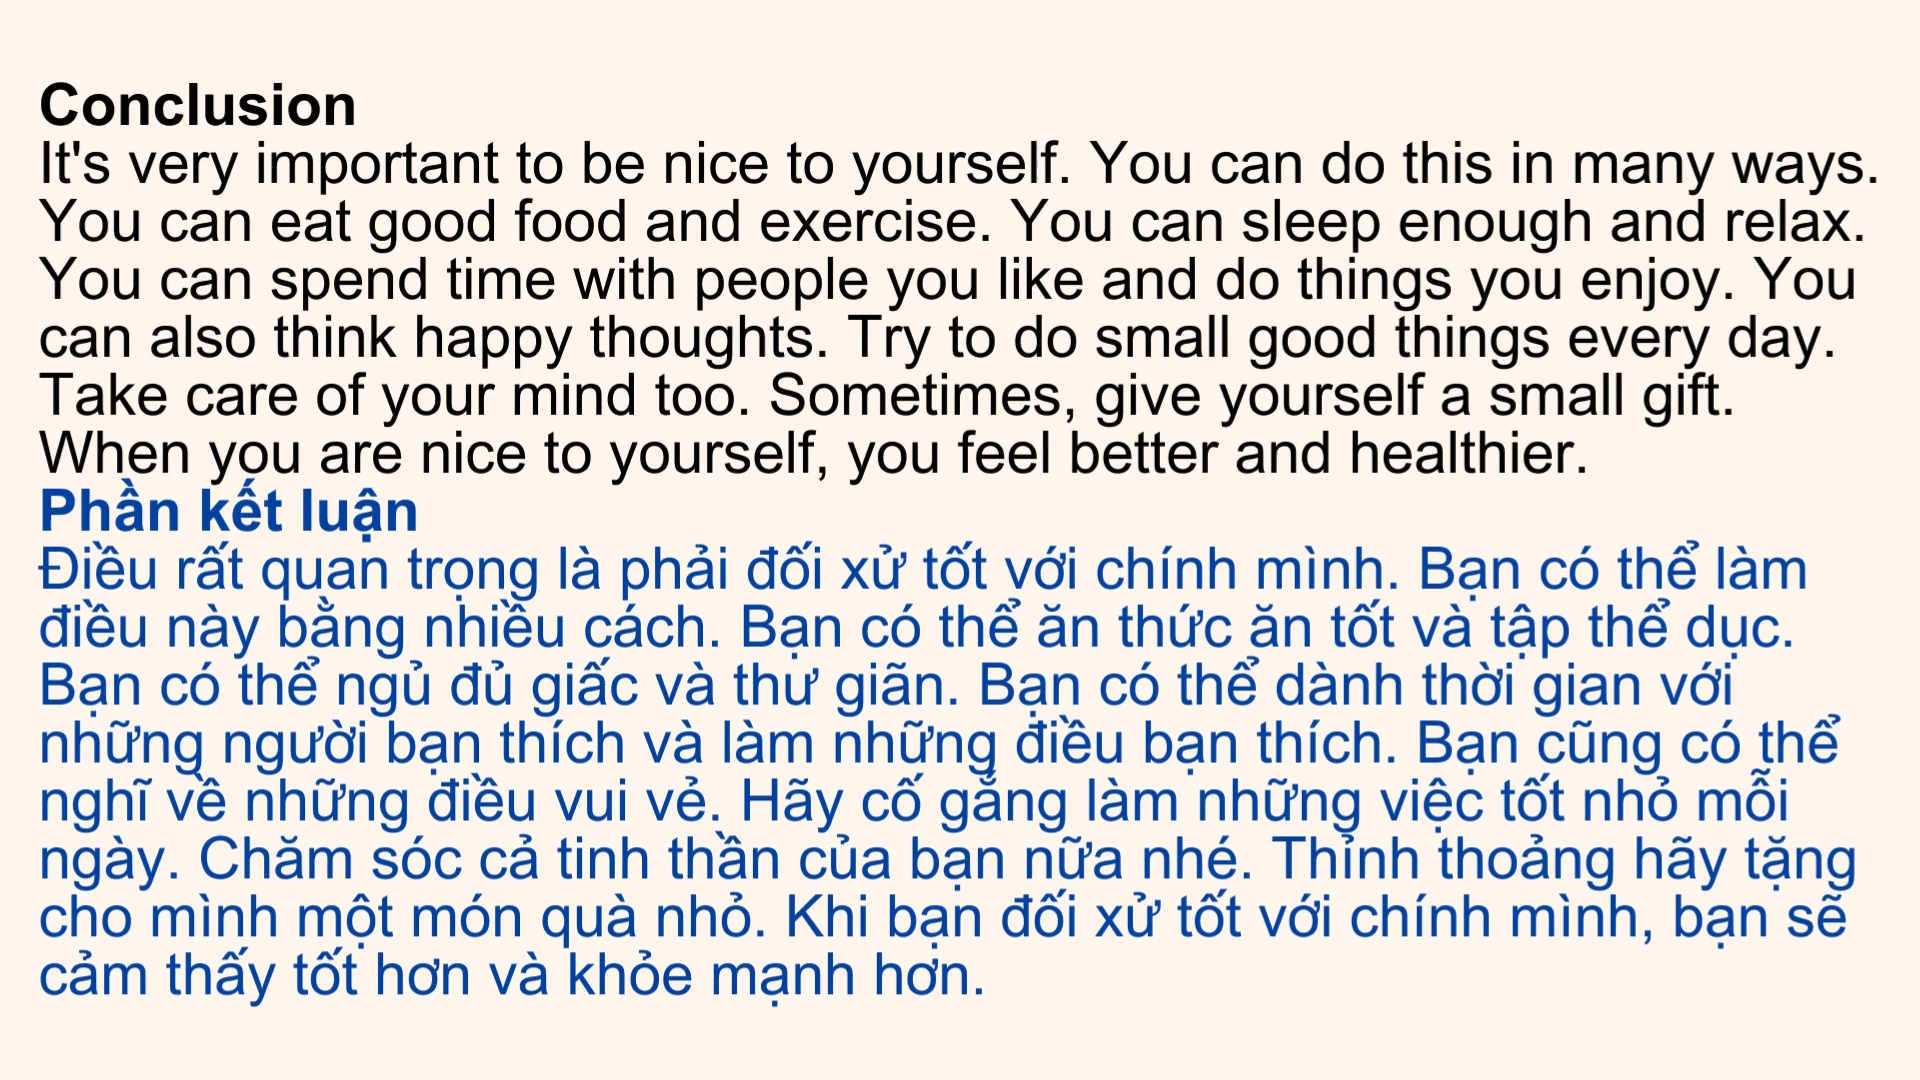 Conclusion
It's very important to be nice to yourself. You can do this in many ways.
You can eat good food and exercise. You can sleep enough and relax.
You can spend time with people you like and do things you enjoy. You
can also think happy thoughts. Try to do small good things every day.
Take care of your mind too. Sometimes, give yourself a small gift.
When you are nice to yourself, you feel better and healthier.
Phần kết luận
Điều rất quan trọng là phải đối xử tốt với chính mình. Bạn có thể làm
điều này bằng nhiều cách. Bạn có thể ăn thức ăn tốt và tập thể dục.
Bạn có thể ngủ đủ giấc và thư giãn. Bạn có thể dành thời gian với
những người bạn thích và làm những điều bạn thích. Bạn cũng có thể
nghĩ về những điều vui vẻ. Hãy cố gắng làm những việc tốt nhỏ mỗi
ngày. Chăm sóc cả tinh thần của bạn nữa nhé. Thỉnh thoảng hãy tặng
cho mình một món quà nhỏ. Khi bạn đối xử tốt với chính mình, bạn sẽ
cảm thấy tốt hơn và khỏe mạnh hơn.